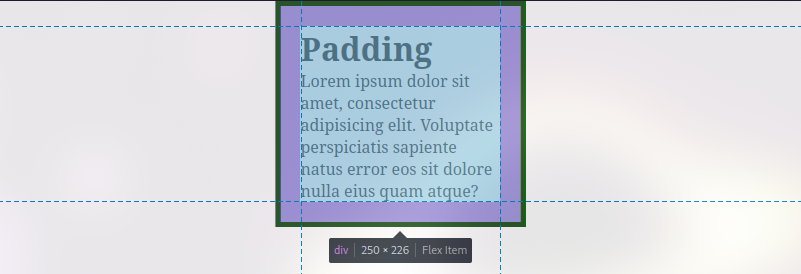 Padding
Lorem ipsum dolor sit
amet, consectetur
adipisicing elit. Voluptate
perspiciatis sapiente
natus error eos sit dolore
nulla eius quam atque?
div 250 × 226 Flex Item